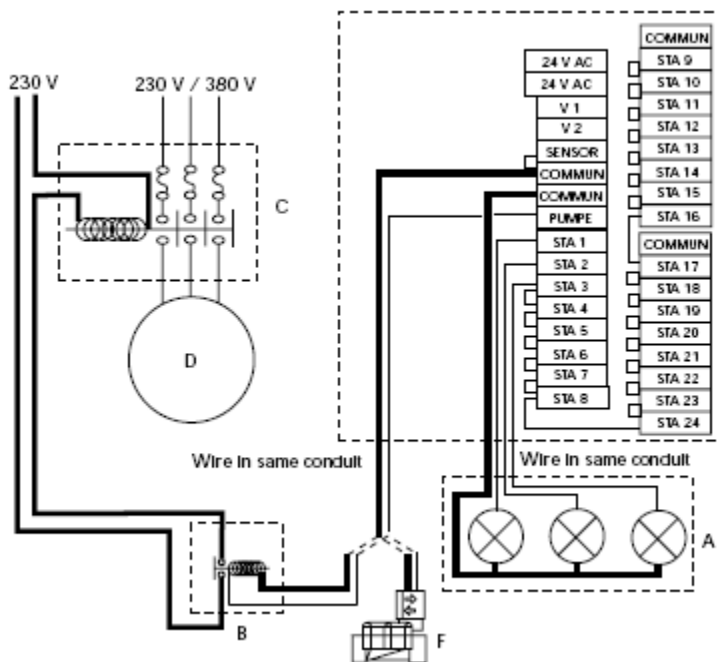 230 V
230 V / 380 V
C
D
24 V AC
24 V AC
V 1
V 2
SENSOR
COMMUN
COMMUN
PUMPE
STA 1
STA 2
STA 3
STA 4
STA 5
STA 6
STA 7
STA 8
COMMUN
STA 9
STA 10
STA 11
STA 12
STA 13
STA 14
STA 15
STA 16
COMMUN
STA 17
STA 18
STA 19
STA 20
STA 21
STA 22
STA 23
STA 24
Wire in same conduit
Wire in same conduit
A
B
F